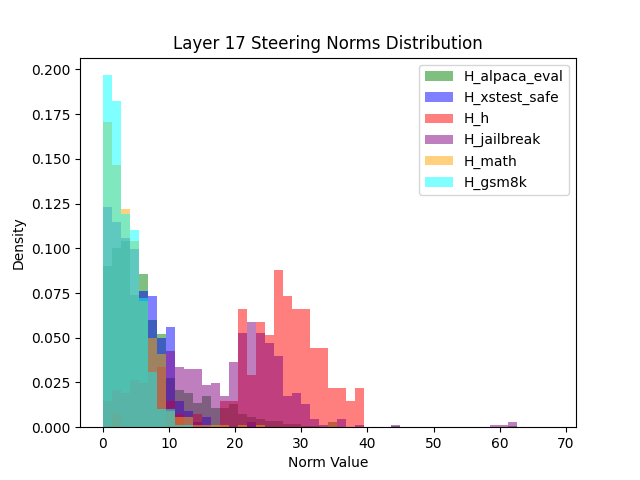 Layer 17 Steering Norms Distribution
H_alpaca_eval
H_xstest_safe
H_h
H_jailbreak
H_math
H_gsm8k
0.200
0.175
0.150
0.125
0.100
0.075
0.050
0.025
0.000
Density
0 10 20 30 40 50 60 70
Norm Value